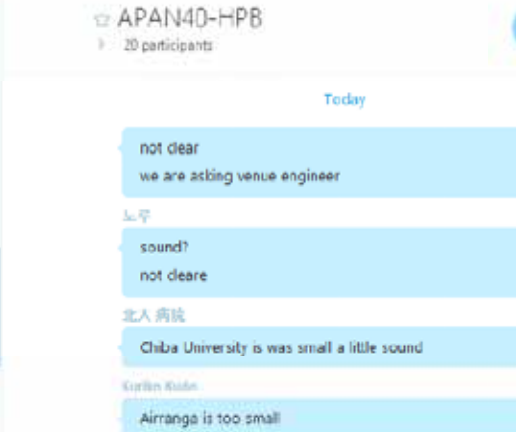 APAN40-HPB
20 participants
Today
not clear
we are asking venue engineer
sound?
not cleare
Chiba University is was small a little sound
Airranga is too small